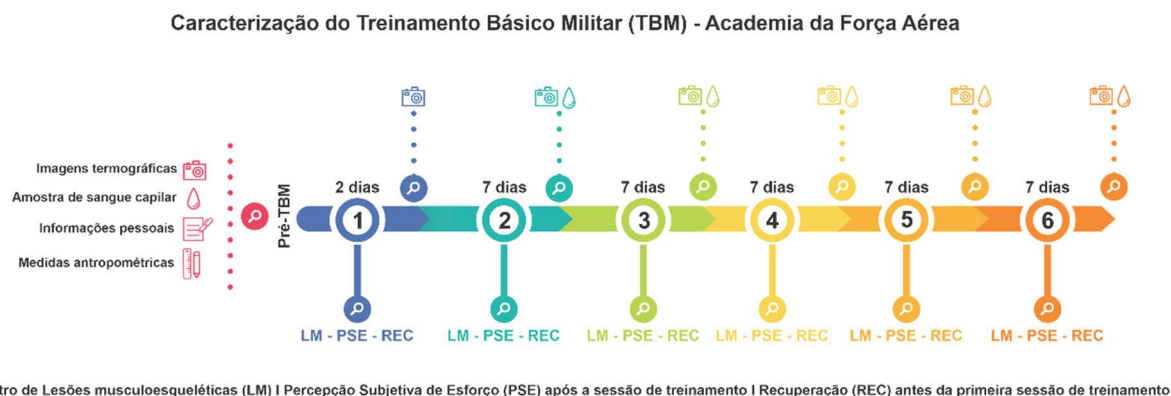 Caracterização do Treinamento Básico Militar (TBM) - Academia da Força Aérea
Imagens termográficas
Amostra de sangue capilar
Informações pessoais
Medidas antropométricas
Pré-TBM
2 dias 7 dias 7 dias 7 dias 7 dias 7 dias
1 2 3 4 5 6
LM - PSE - REC LM - PSE - REC LM - PSE - REC LM - PSE - REC LM - PSE - REC LM - PSE - REC
tro de Lesões musculoesqueléticas (LM) I Percepção Subjetiva de Esforço (PSE) após a sessão de treinamento I Recuperação (REC) antes da primeira sessão de treinamento